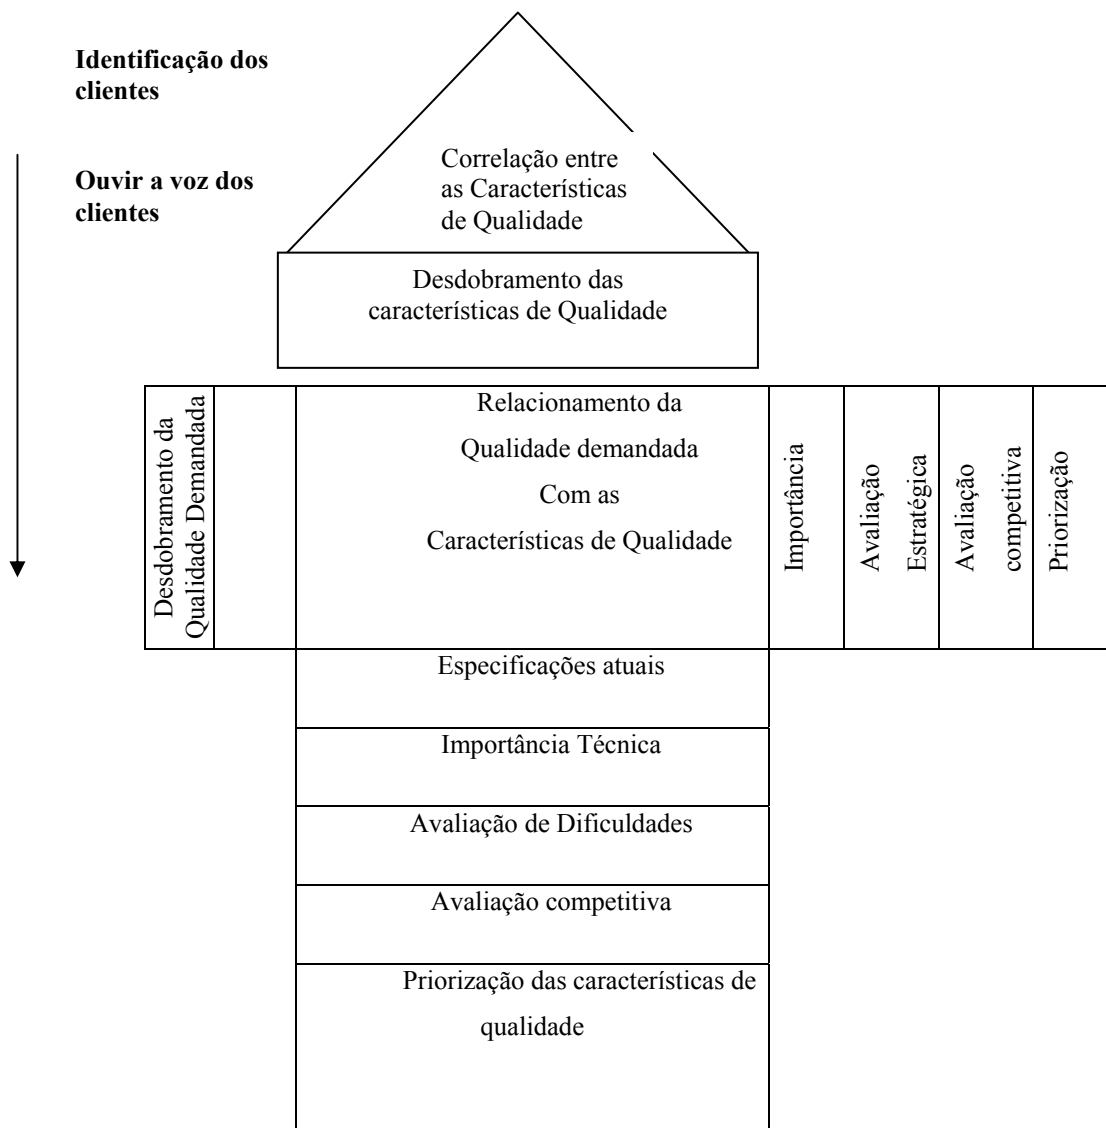 Identificação dos
clientes
Ouvir a voz dos
clientes
Correlação entre
as Características
de Qualidade
Desdobramento das
características de Qualidade
Desdobramento da
Qualidade Demandada
Relacionamento da
Qualidade demandada
Com as
Características de Qualidade
Importância
Avaliação
Estratégica
Avaliação
competitiva
Priorização
Especificações atuais
Importância Técnica
Avaliação de Dificuldades
Avaliação competitiva
Priorização das características de
qualidade